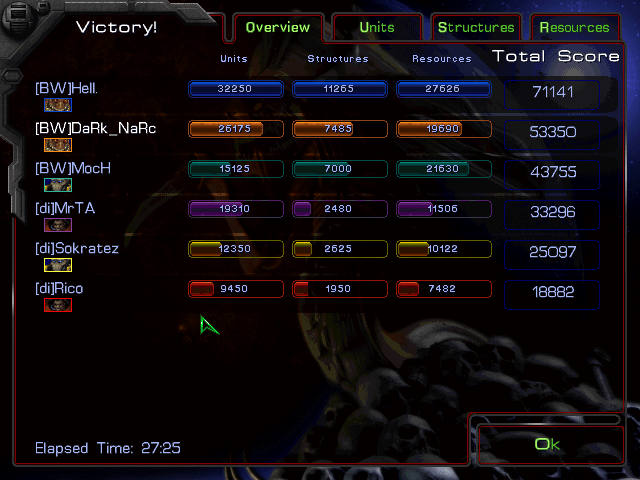 Victory! Overview Units Structures Resources
Units Structures Resources Total Score
[BW]Hell. 32250 11265 27626 71141
[BW]DaRk_NaRc 26175 7485 19690 53350
[BW]MocH 15125 7000 21630 43755
[di]MrTA 19310 2480 11506 33296
[di]Sokratez 12350 2625 10122 25097
[di]Rico 9450 1950 7482 18882
Elapsed Time: 27:25 Ok